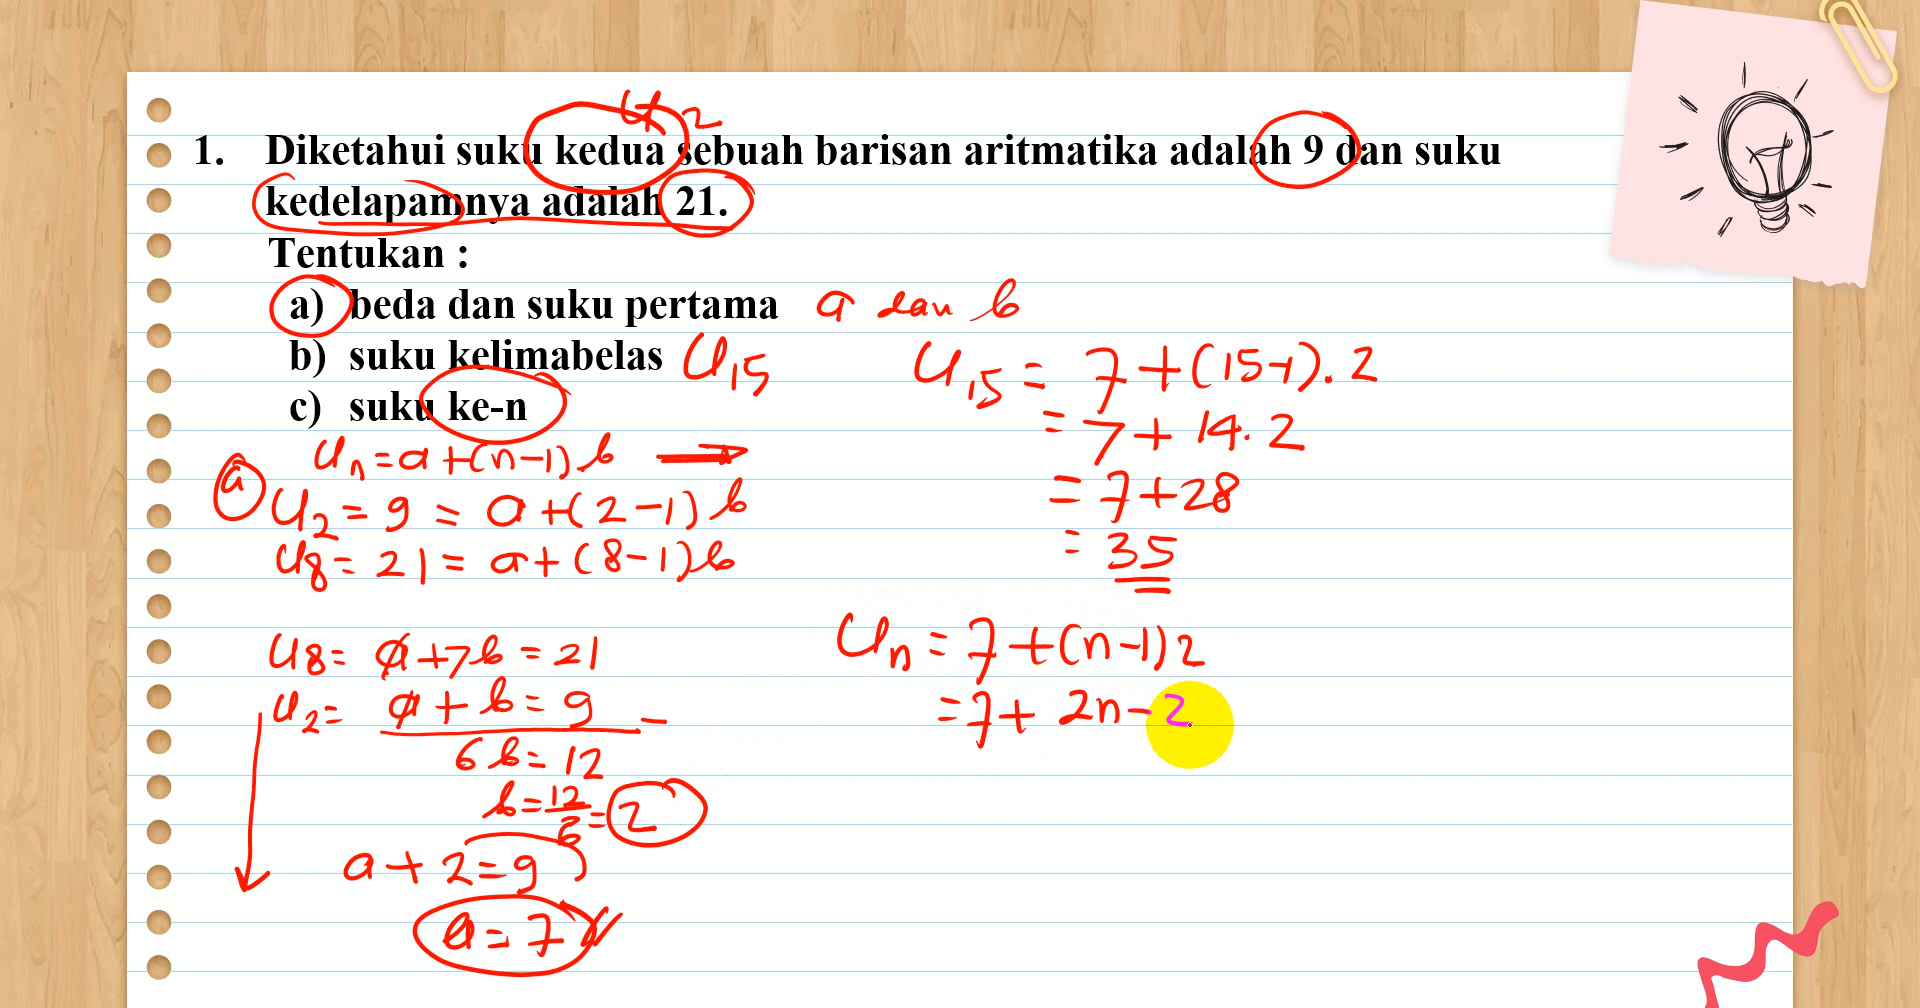 1. Diketahui suku kedua sebuah barisan aritmatika adalah 9 dan suku
kedelapamnya adalah 21.
Tentukan :
a) beda dan suku pertama
b) suku kelimabelas
c) suku ke-n
U2
a dan b
U15
Un = a + (n-1) b
a
U2 = 9 = a + (2-1) b
U8 = 21 = a + (8-1) b
U8 = a + 7b = 21
U2 = a + b = 9 -
6b = 12
b = 12/6 = 2
a + 2 = 9
a = 7
U15 = 7 + (15-1) . 2
= 7 + 14 . 2
= 7 + 28
= 35
Un = 7 + (n-1) 2
= 7 + 2n - 2